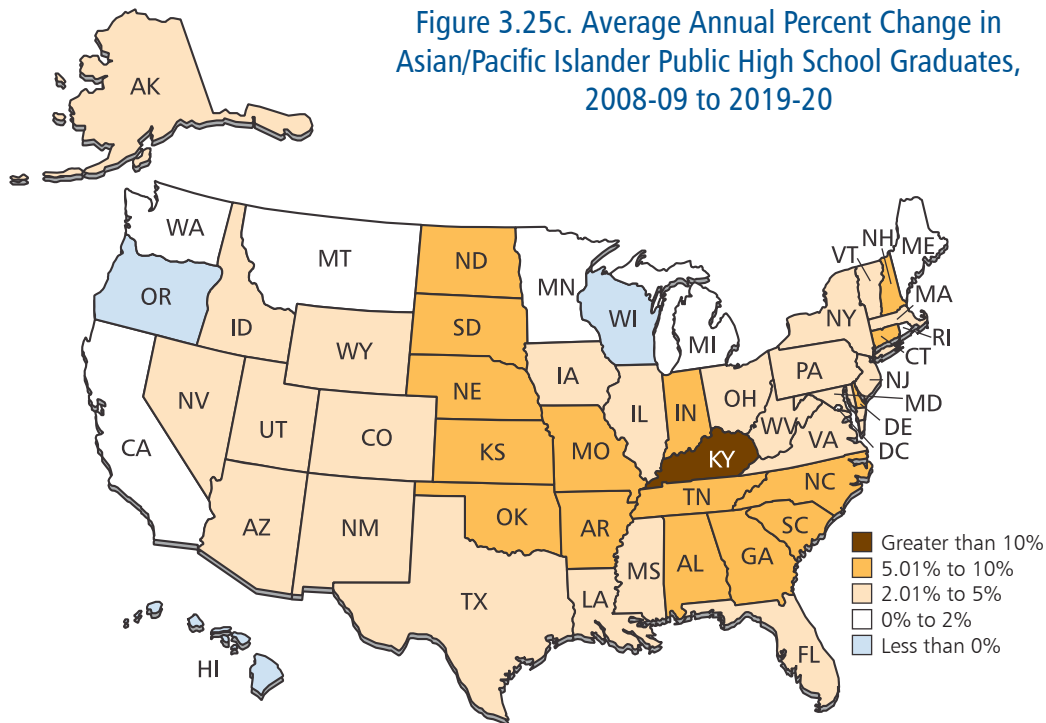 Figure 3.25c. Average Annual Percent Change in
Asian/Pacific Islander Public High School Graduates,
2008-09 to 2019-20
AK
WA
MT
ND
MN
VT
NH
ME
OR
ID
SD
WI
MI
NY
MA
RI
CT
WY
NE
IA
PA
NJ
NV
UT
CO
IL
IN
OH
MD
DE
WV
VA
DC
CA
KS
MO
KY
AZ
NM
OK
AR
TN
NC
SC
TX
LA
MS
AL
GA
FL
HI
Greater than 10%
5.01% to 10%
2.01% to 5%
0% to 2%
Less than 0%